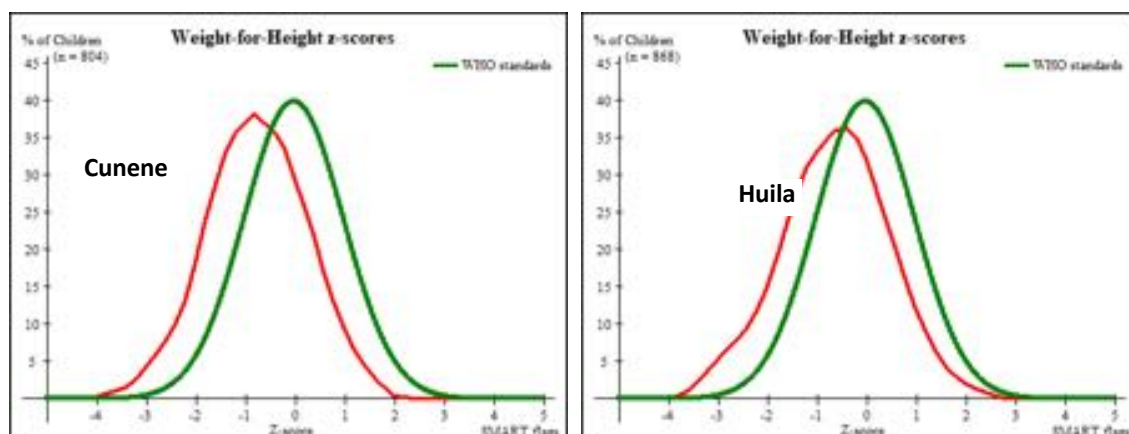 Weight-for-Height z-scores
% of Children
(n = 804)
WHO standards
45
40
35
30
25
20
15
10
5
Cunene
-4 -3 -2 -1 0 1 2 3 4 5
Z-score
SMART flags
Weight-for-Height z-scores
% of Children
(n = 868)
WHO standards
45
40
35
30
25
20
15
10
5
Huila
-4 -3 -2 -1 0 1 2 3 4 5
Z-score
SMART flags